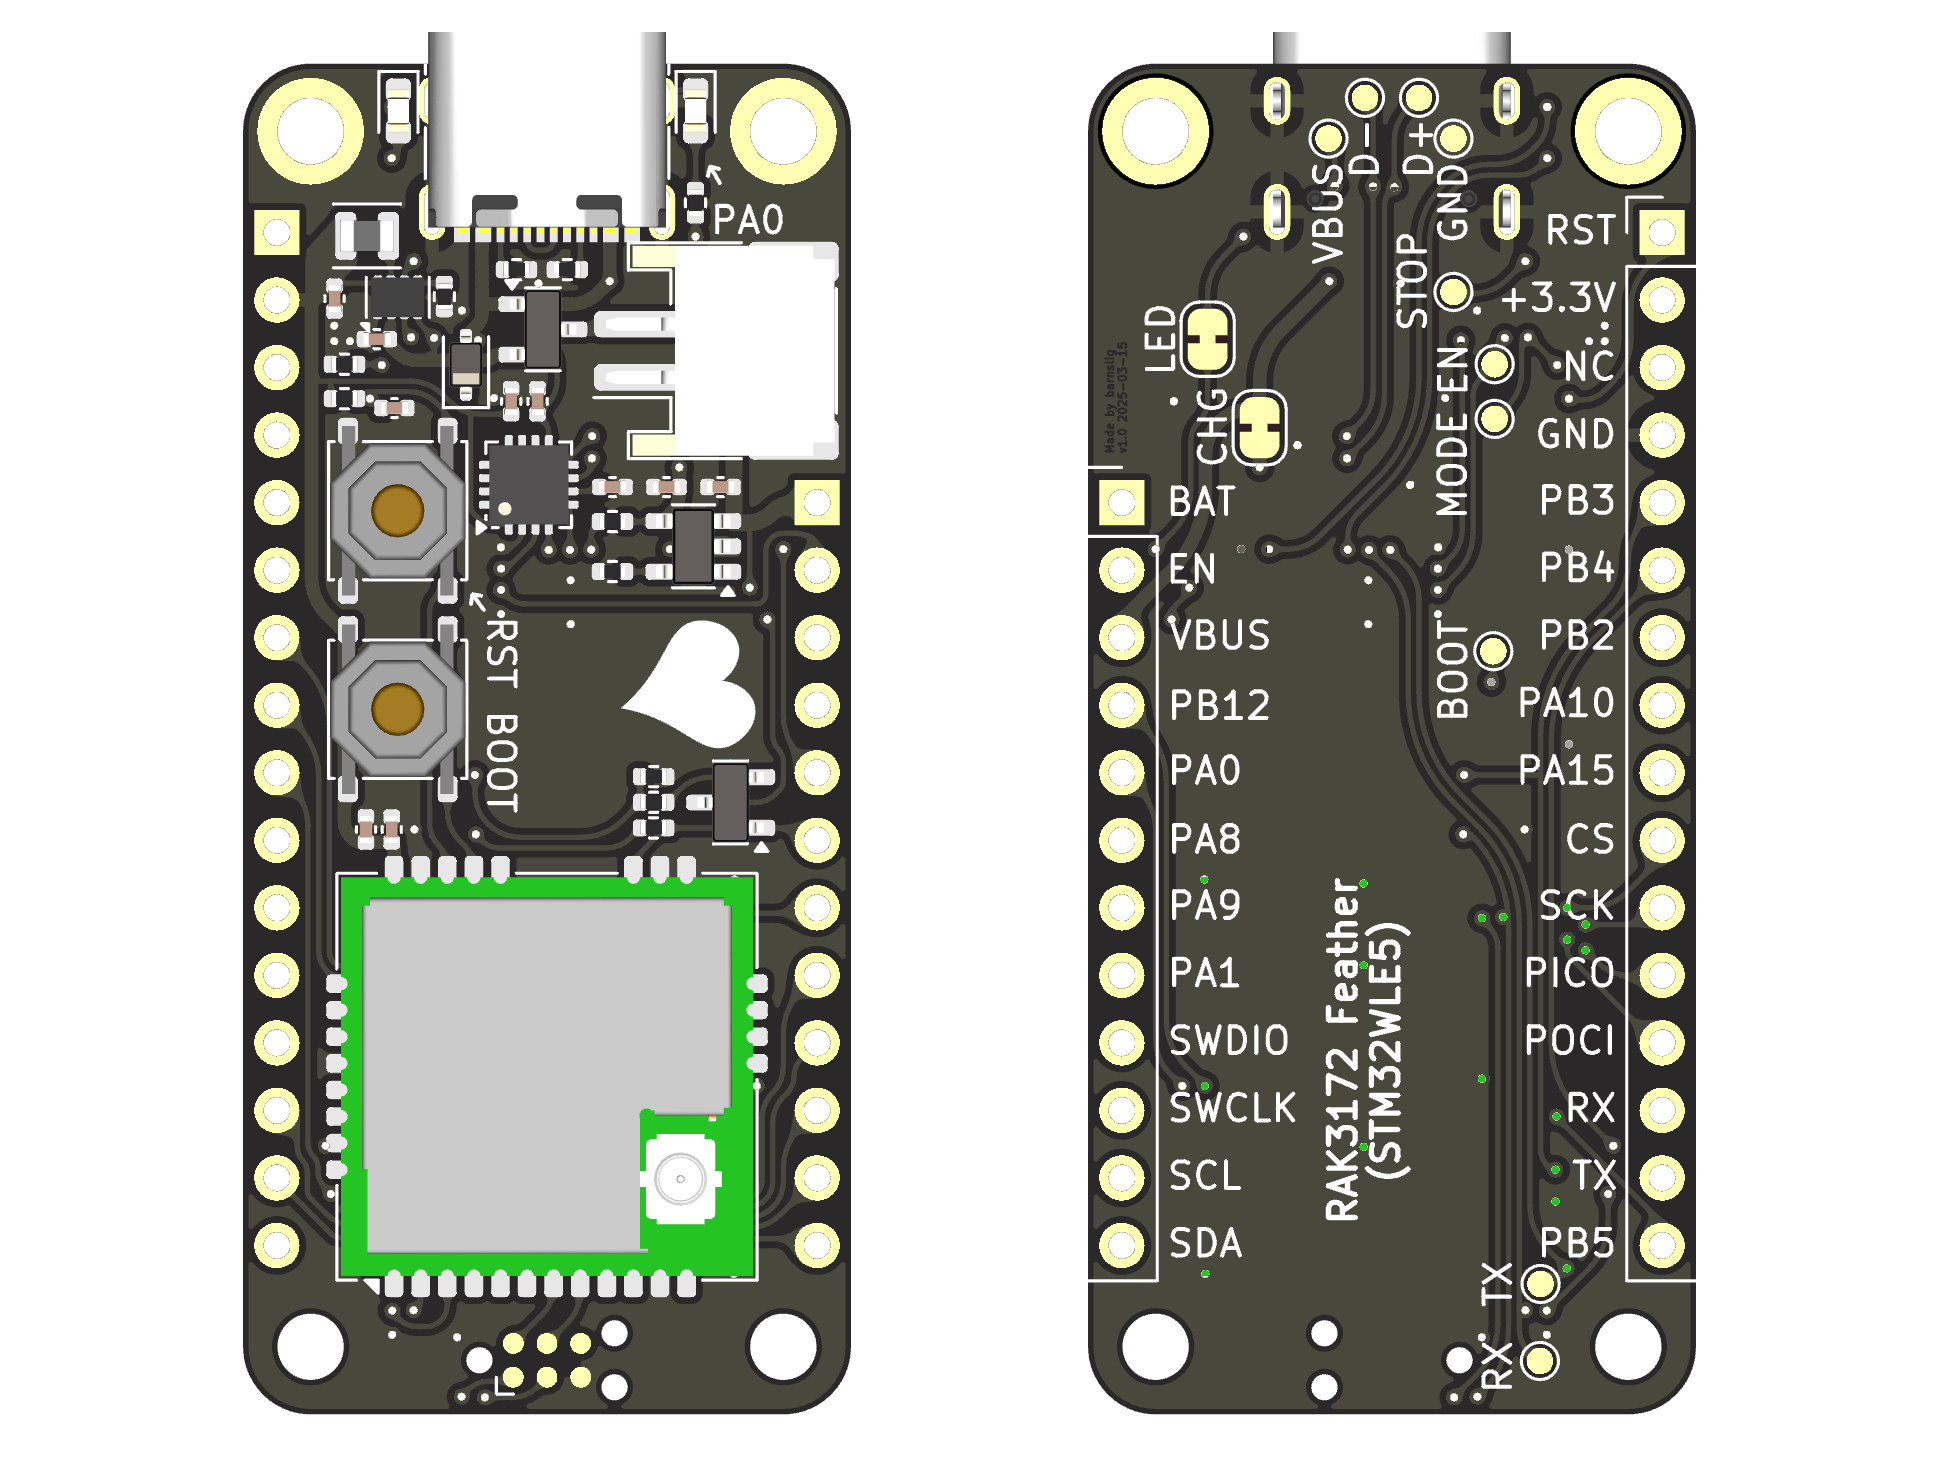 PA0
RST
BOOT
VBUS
D-
D+
GND
STOP
LED
CHG
EN
MODE
BOOT
Made by barnslig
v1.0 2025-03-15
BAT
EN
VBUS
PB12
PA0
PA8
PA9
PA1
SWDIO
SWCLK
SCL
SDA
RST
+3.3V
NC
GND
PB3
PB4
PB2
PA10
PA15
CS
SCK
PICO
POCI
RX
TX
PB5
RAK3172 Feather
(STM32WLE5)
TX
RX